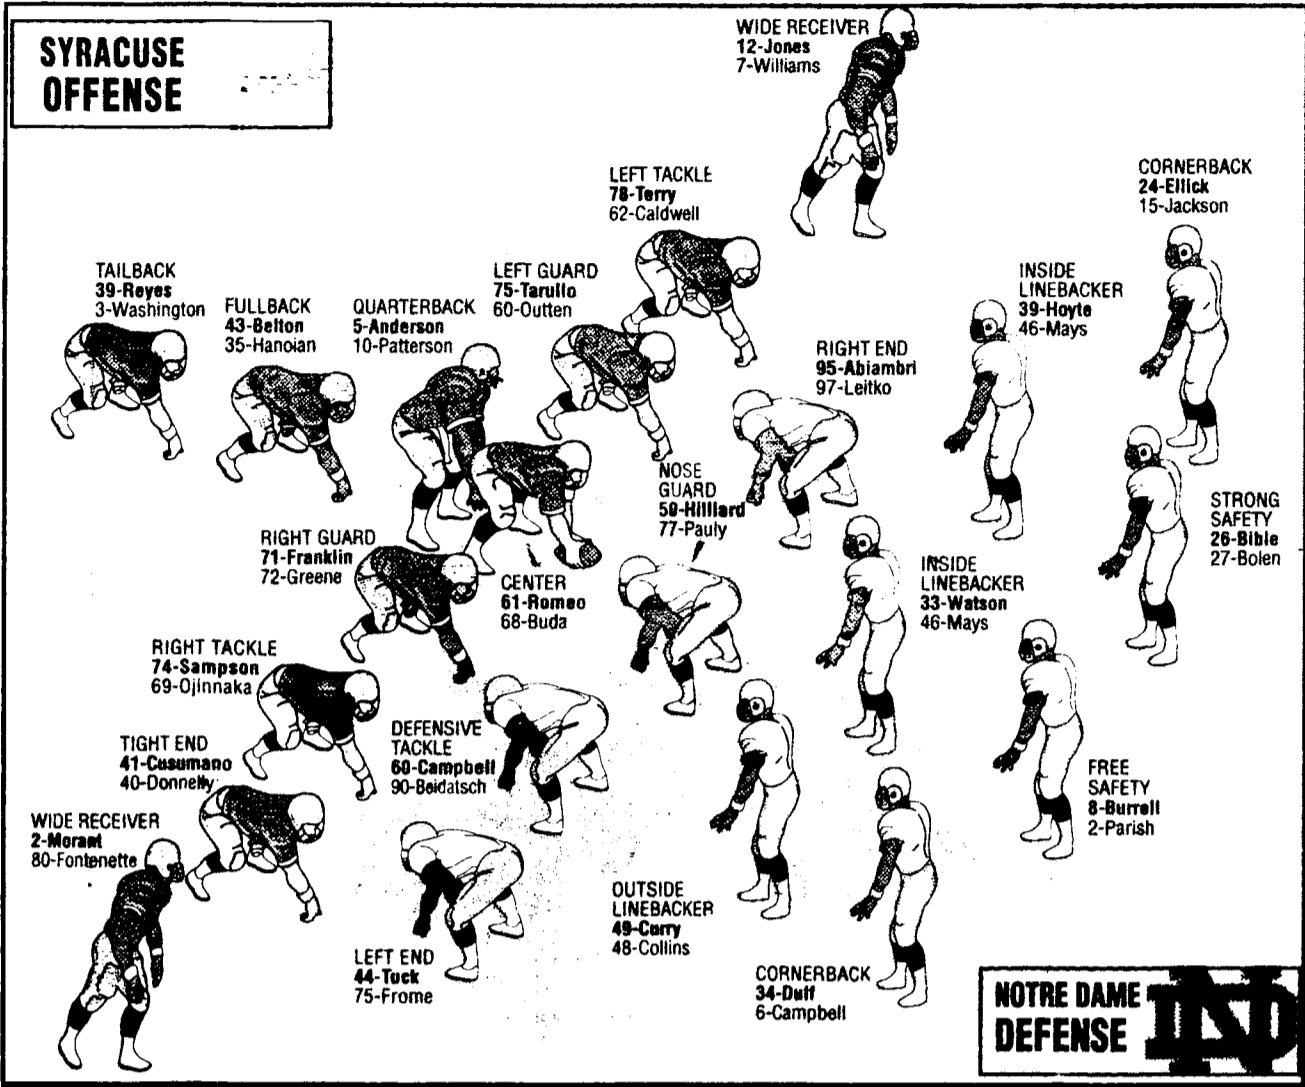 SYRACUSE
OFFENSE
WIDE RECEIVER
12-Jones
7-Williams
LEFT TACKLE
78-Terry
62-Caldwell
CORNERBACK
24-Ellick
15-Jackson
TAILBACK
39-Reyes
3-Washington
FULLBACK
43-Belton
35-Hanoian
QUARTERBACK
5-Anderson
10-Patterson
LEFT GUARD
75-Tarullo
60-Outten
INSIDE
LINEBACKER
39-Hoyte
46-Mays
RIGHT END
95-Abiambri
97-Leitko
NOSE
GUARD
50-Hilliard
77-Pauly
STRONG
SAFETY
26-Bible
27-Bolen
RIGHT GUARD
71-Franklin
72-Greene
CENTER
61-Romeo
68-Buda
INSIDE
LINEBACKER
33-Watson
46-Mays
RIGHT TACKLE
74-Sampson
69-Ojinnaka
TIGHT END
41-Cusumano
40-Donnelly
DEFENSIVE
TACKLE
60-Campbell
90-Beidatsch
FREE
SAFETY
8-Burrell
2-Parish
WIDE RECEIVER
2-Morant
80-Fontenette
OUTSIDE
LINEBACKER
49-Curry
48-Collins
LEFT END
44-Tuck
75-Frome
CORNERBACK
34-Duff
6-Campbell
NOTRE DAME
DEFENSE
ND